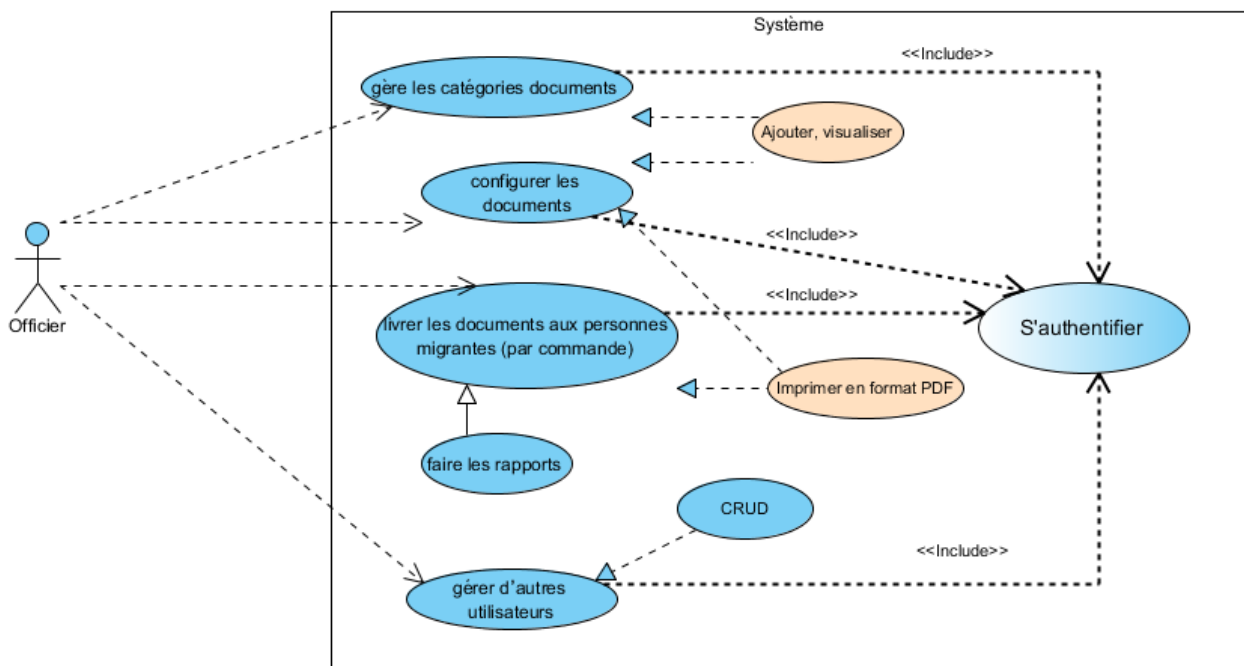 Système
<<Include>>
gère les catégories documents
Ajouter, visualiser
configurer les
documents
<<Include>>
<<Include>>
Officier
livrer les documents aux personnes
migrantes (par commande)
S'authentifier
Imprimer en format PDF
faire les rapports
CRUD
<<Include>>
gérer d'autres
utilisateurs